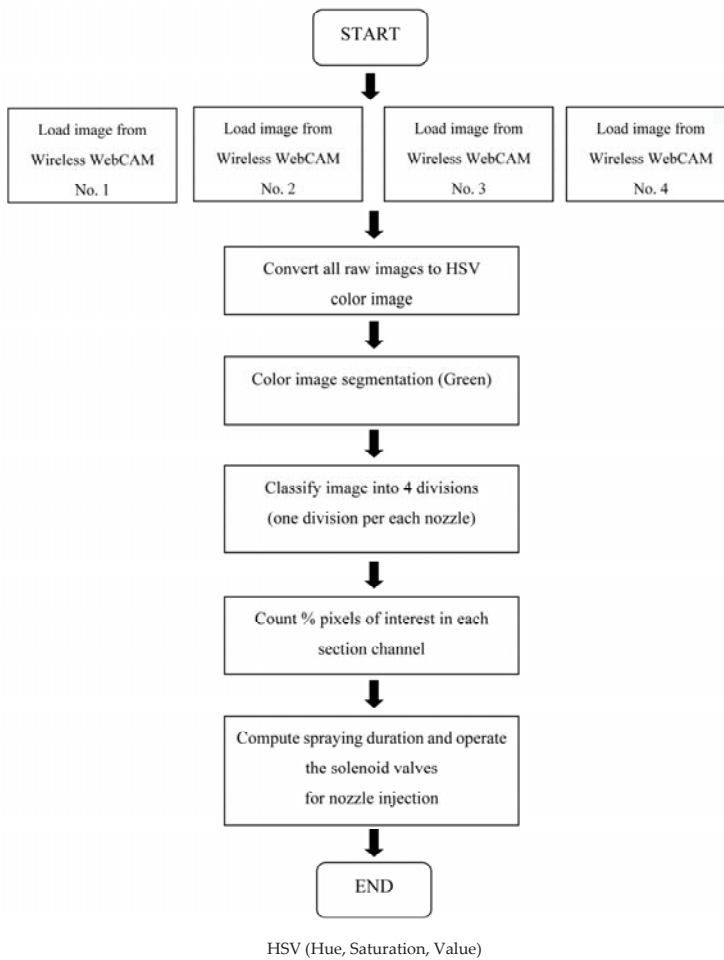 START
Load image from
Wireless WebCAM
No. 1
Load image from
Wireless WebCAM
No. 2
Load image from
Wireless WebCAM
No. 3
Load image from
Wireless WebCAM
No. 4
Convert all raw images to HSV
color image
Color image segmentation (Green)
Classify image into 4 divisions
(one division per each nozzle)
Count % pixels of interest in each
section channel
Compute spraying duration and operate
the solenoid valves
for nozzle injection
END
HSV (Hue, Saturation, Value)